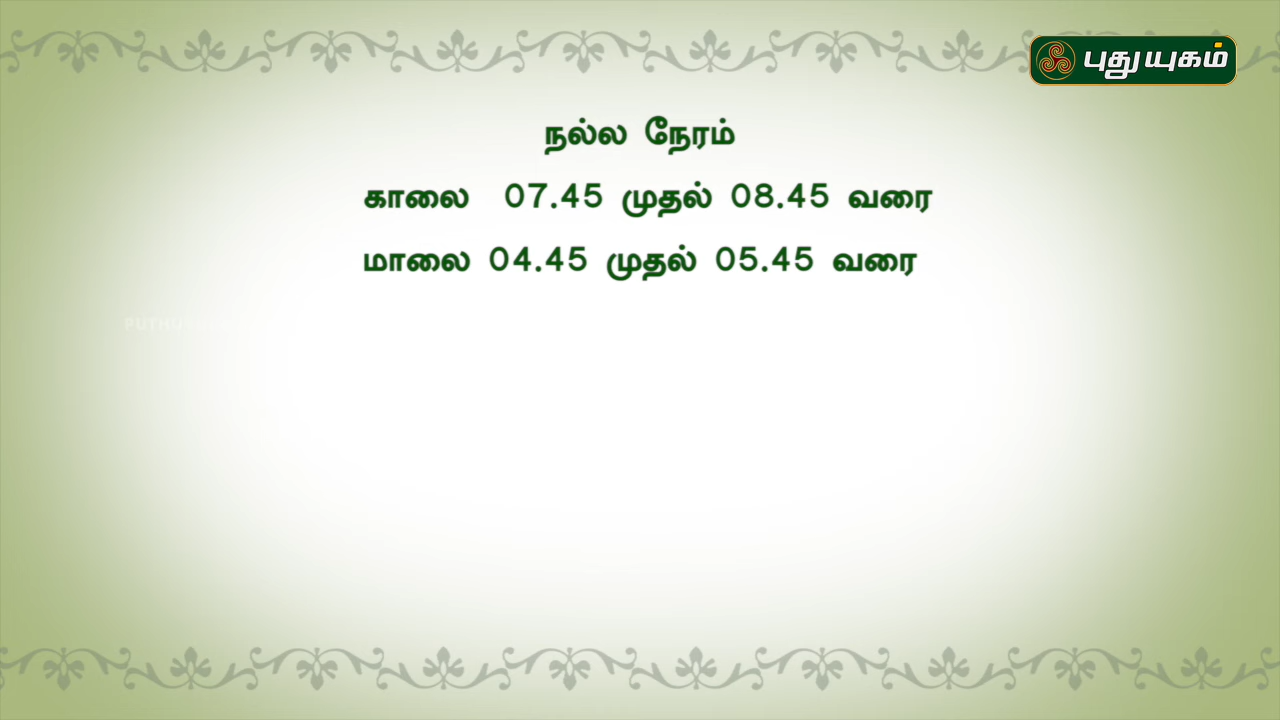 புதுயுகம்
நல்ல நேரம்
காலை 07.45 முதல் 08.45 வரை
மாலை 04.45 முதல் 05.45 வரை